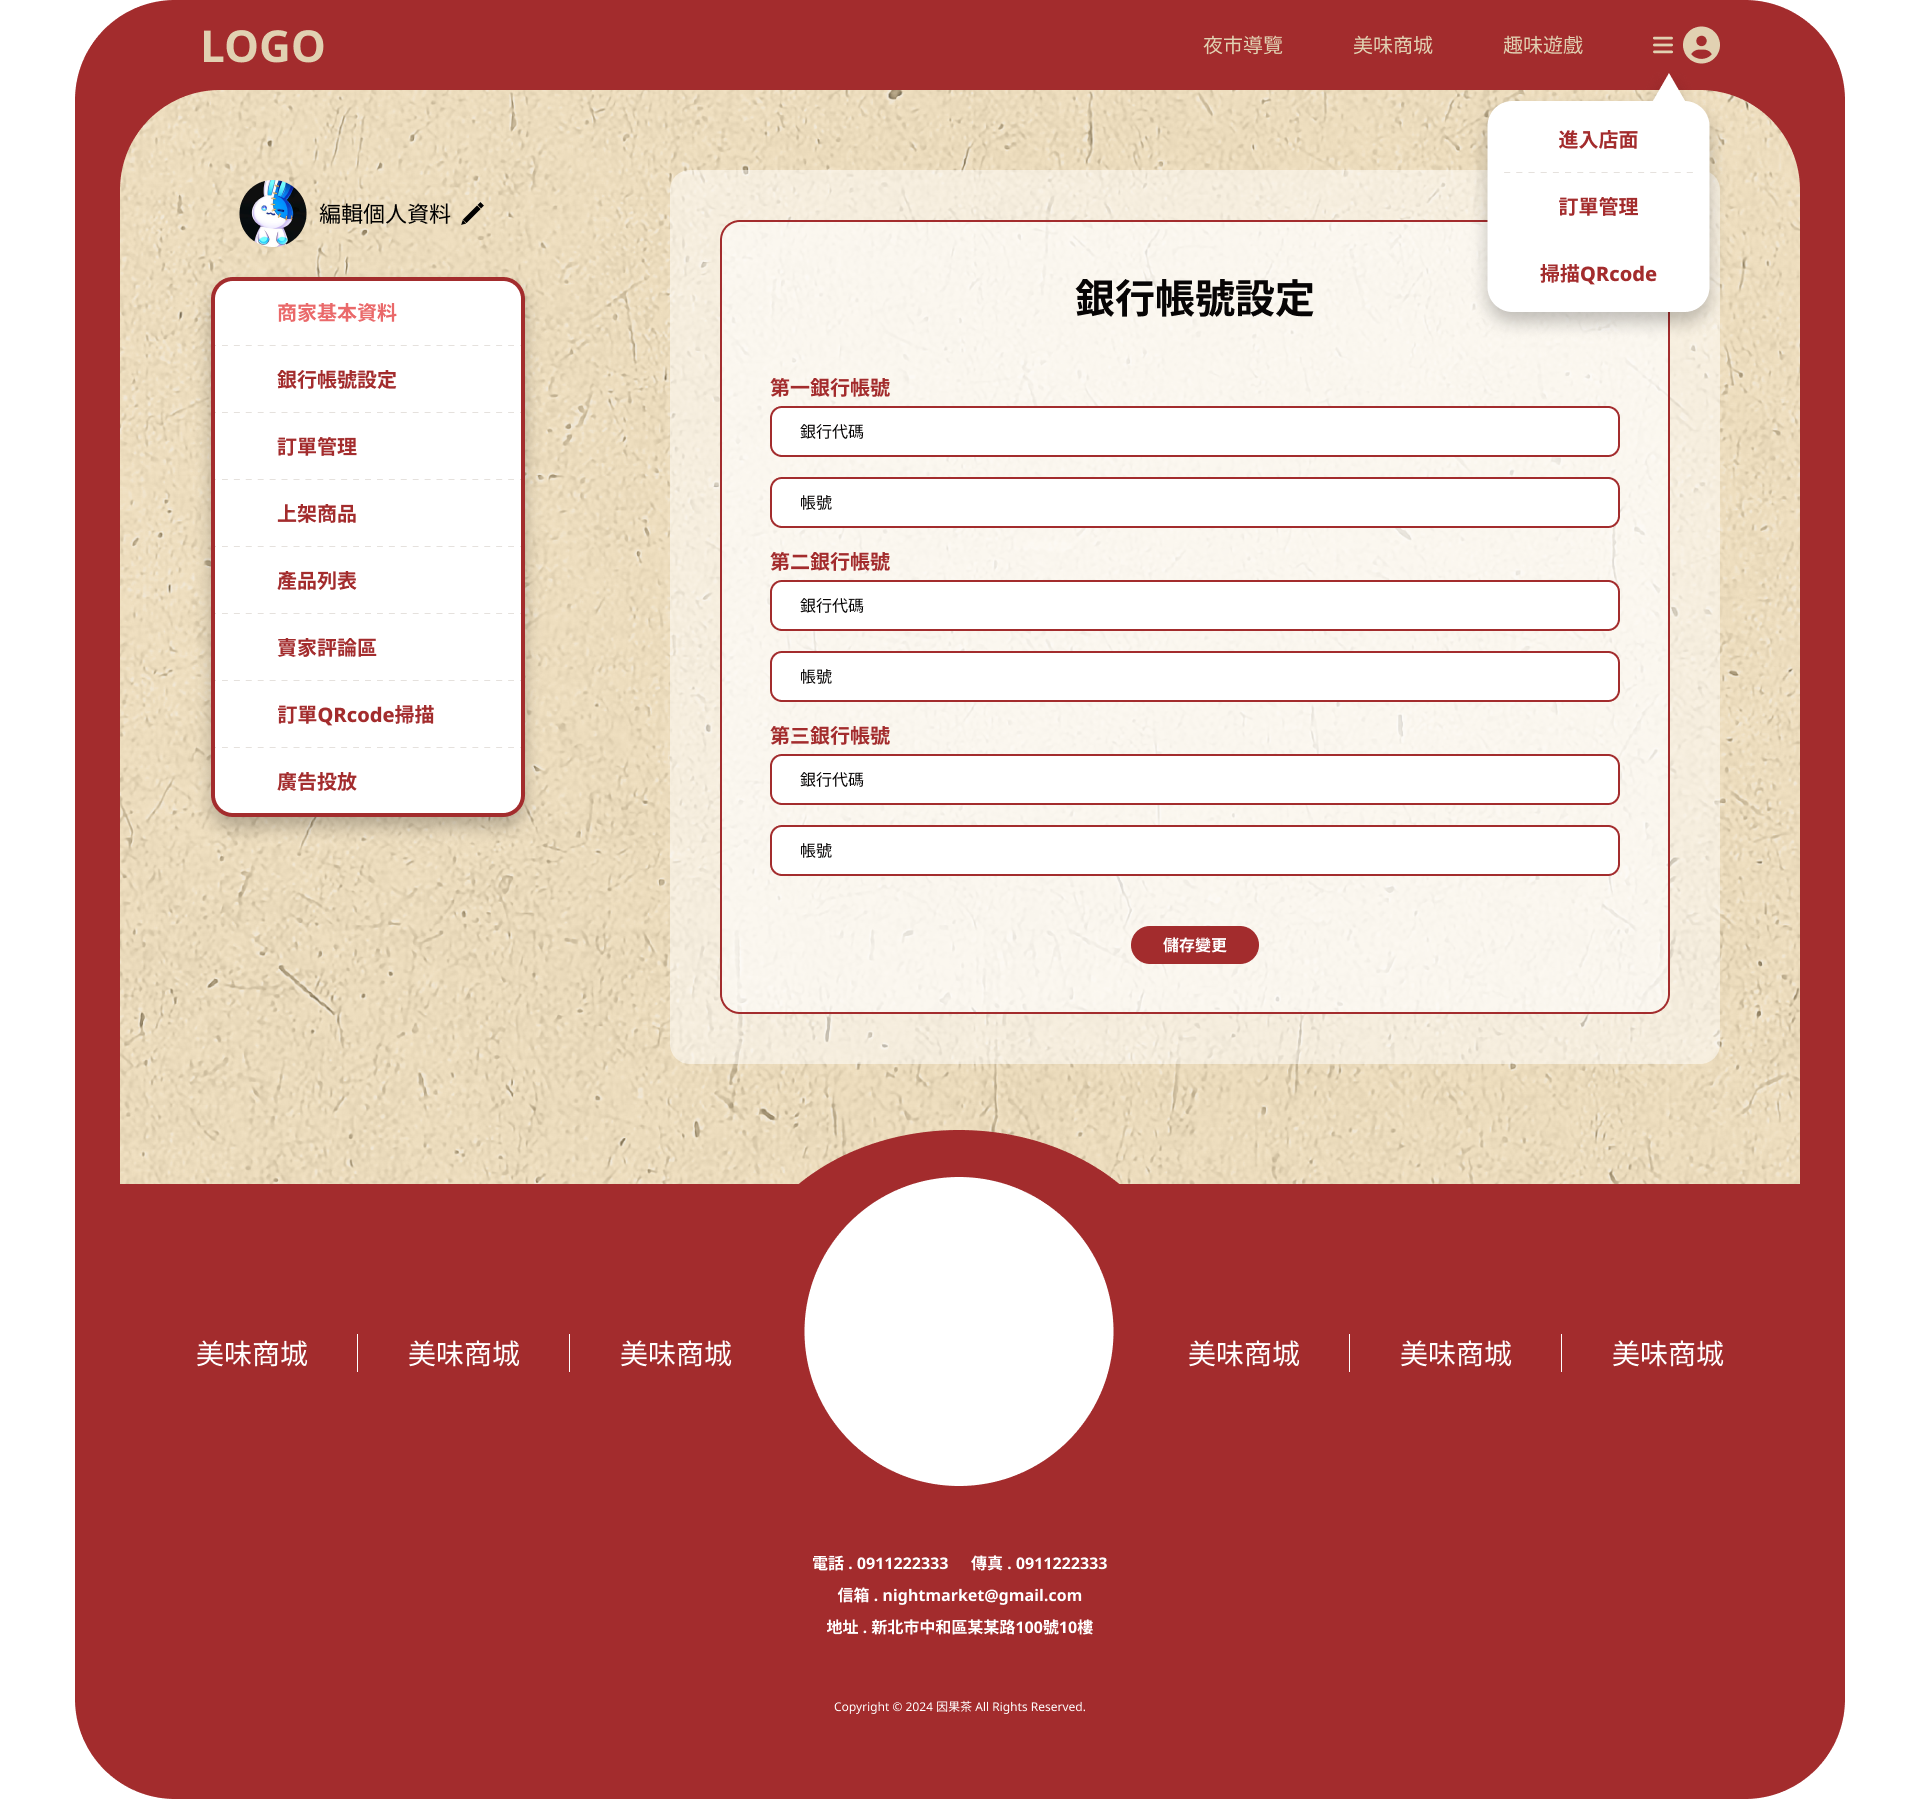 LOGO
夜市導覽
美味商城
趣味遊戲
進入店面
訂單管理
掃描QRcode
編輯個人資料
商家基本資料
銀行帳號設定
訂單管理
上架商品
產品列表
賣家評論區
訂單QRcode掃描
廣告投放
銀行帳號設定
第一銀行帳號
銀行代碼
帳號
第二銀行帳號
銀行代碼
帳號
第三銀行帳號
銀行代碼
帳號
儲存變更
美味商城
美味商城
美味商城
美味商城
美味商城
美味商城
電話 . 0911222333 傳真 . 0911222333
信箱 . nightmarket@gmail.com
地址 . 新北市中和區某某路100號10樓
Copyright © 2024 因果茶 All Rights Reserved.